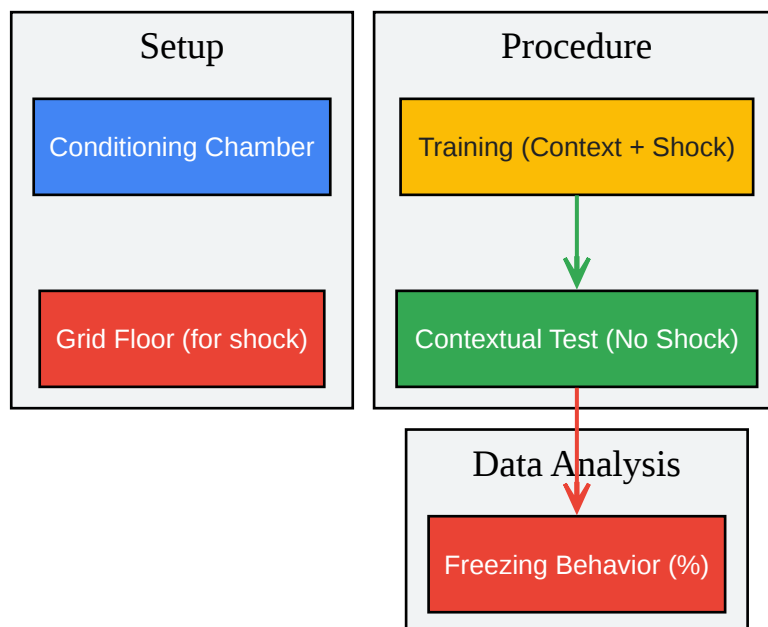 Setup
Conditioning Chamber
Grid Floor (for shock)
Procedure
Training (Context + Shock)
Contextual Test (No Shock)
Data Analysis
Freezing Behavior (%)